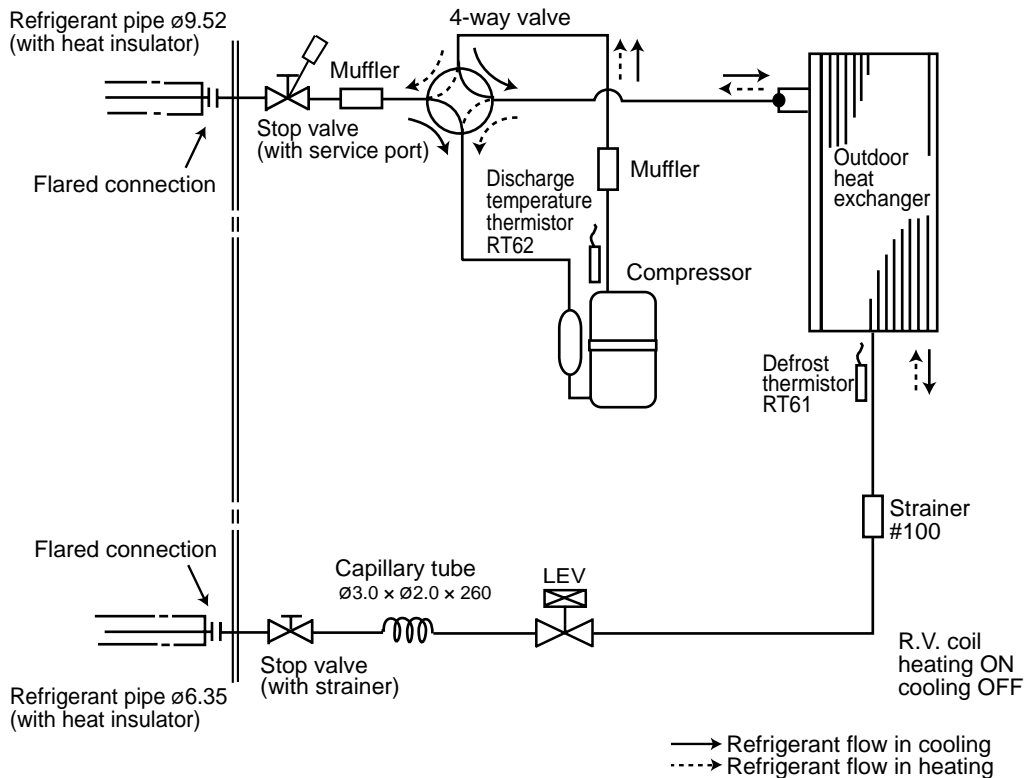 Refrigerant pipe ø9.52
(with heat insulator)
4-way valve
Muffler
Stop valve
(with service port)
Flared connection
Discharge
temperature
thermistor
RT62
Muffler
Compressor
Outdoor
heat
exchanger
Defrost
thermistor
RT61
Strainer
#100
Flared connection
Capillary tube
ø3.0 × ø2.0 × 260
LEV
Stop valve
(with strainer)
Refrigerant pipe ø6.35
(with heat insulator)
R.V. coil
heating ON
cooling OFF
Refrigerant flow in cooling
Refrigerant flow in heating